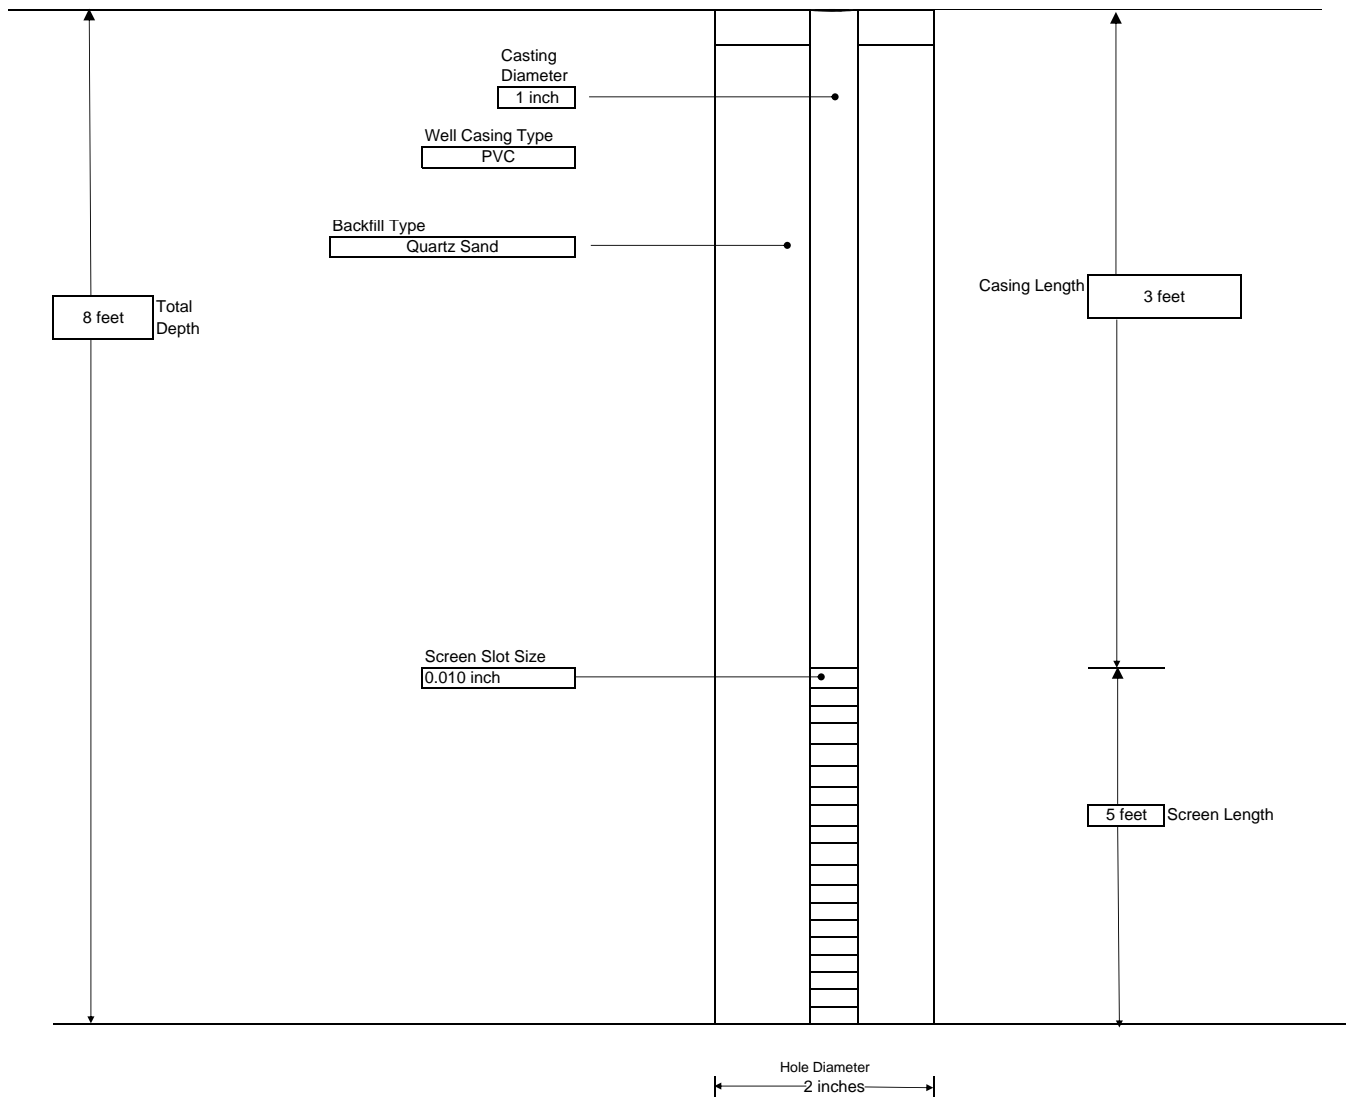 Casting
Diameter
1 inch
Well Casing Type
PVC
Backfill Type
Quartz Sand
Casing Length
3 feet
8 feet
Total
Depth
Screen Slot Size
0.010 inch
5 feet
Screen Length
Hole Diameter
2 inches